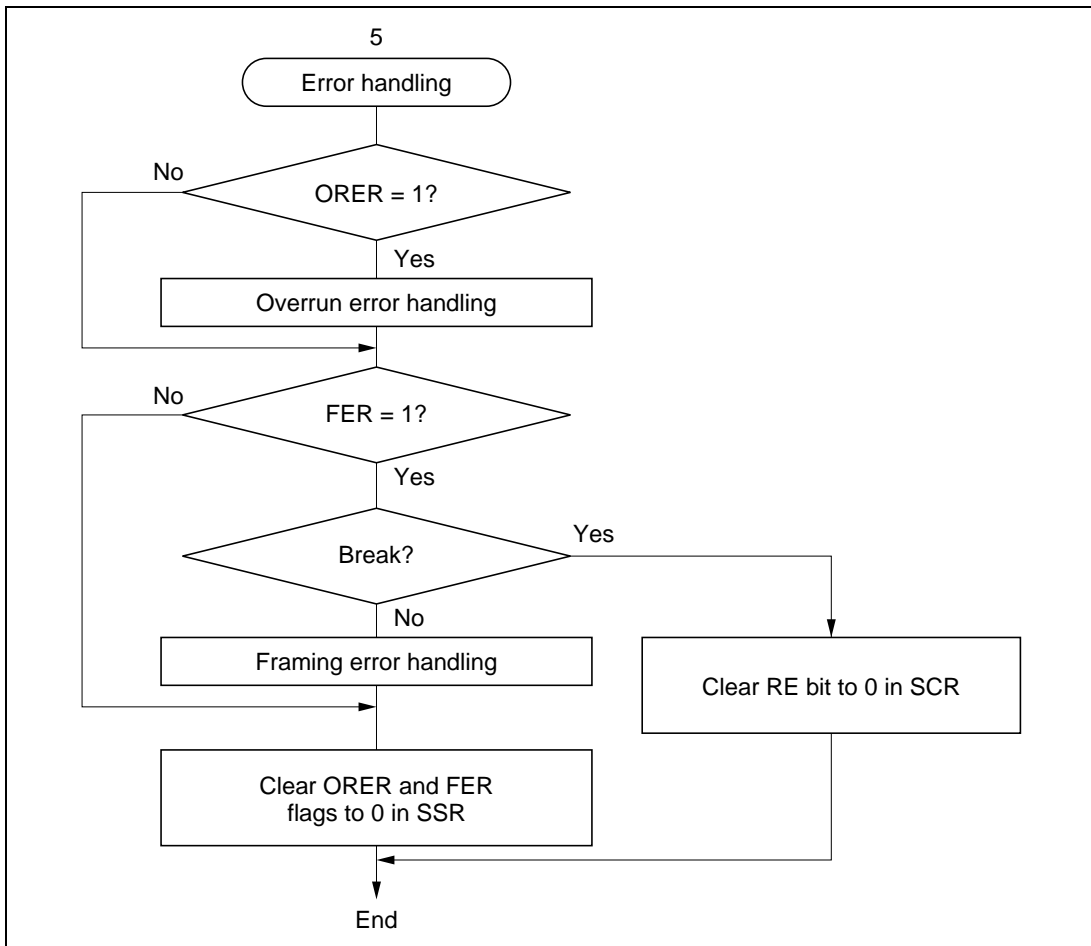 5
Error handling
No
ORER = 1?
Yes
Overrun error handling
No
FER = 1?
Yes
Break?
Yes
No
Framing error handling
Clear RE bit to 0 in SCR
Clear ORER and FER
flags to 0 in SSR
End